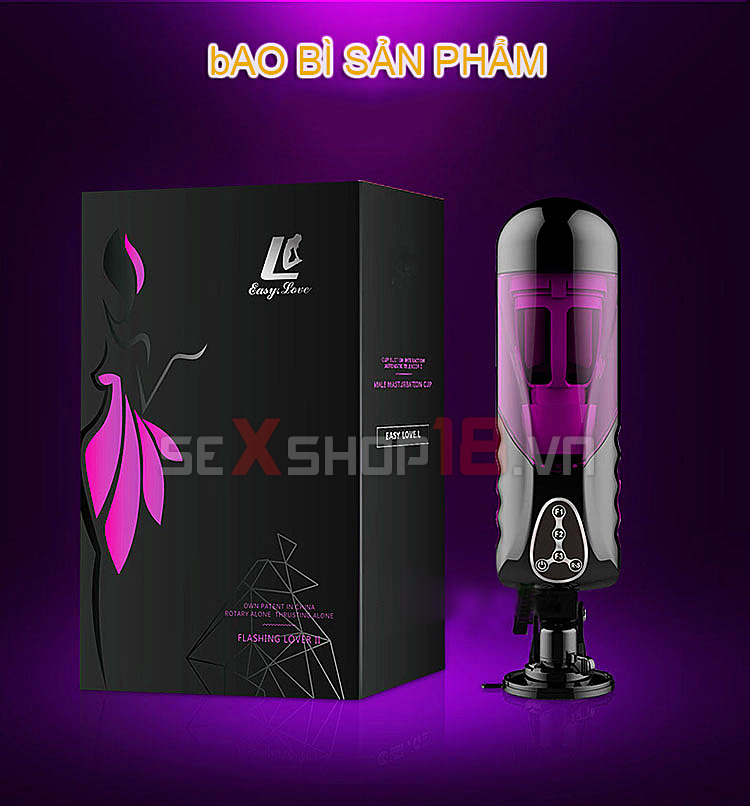 bAO BÌ SẢN PHẨM
L
Easy.Love
MALE MASTURBATION CUP
EASY LOVE.L
seXshop18.vn
F1
F2
F3
R-S
OWN PATENT IN CHINA
ROTARY ALONE THRUSTING ALONE
FLASHING LOVER II